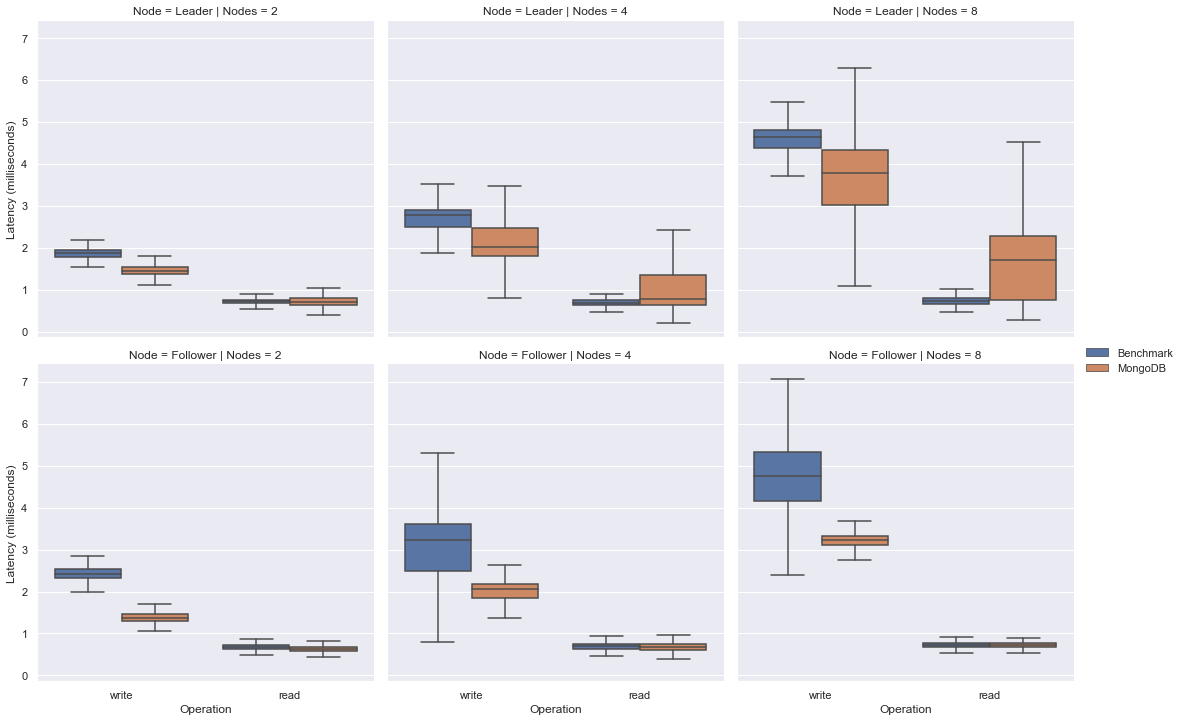 Node = Leader | Nodes = 2
Node = Leader | Nodes = 4
Node = Leader | Nodes = 8
7
6
5
4
3
2
1
0
Latency (milliseconds)
Node = Follower | Nodes = 2
Node = Follower | Nodes = 4
Node = Follower | Nodes = 8
Benchmark
MongoDB
7
6
5
4
3
2
1
0
Latency (milliseconds)
write read
write read
write read
Operation
Operation
Operation